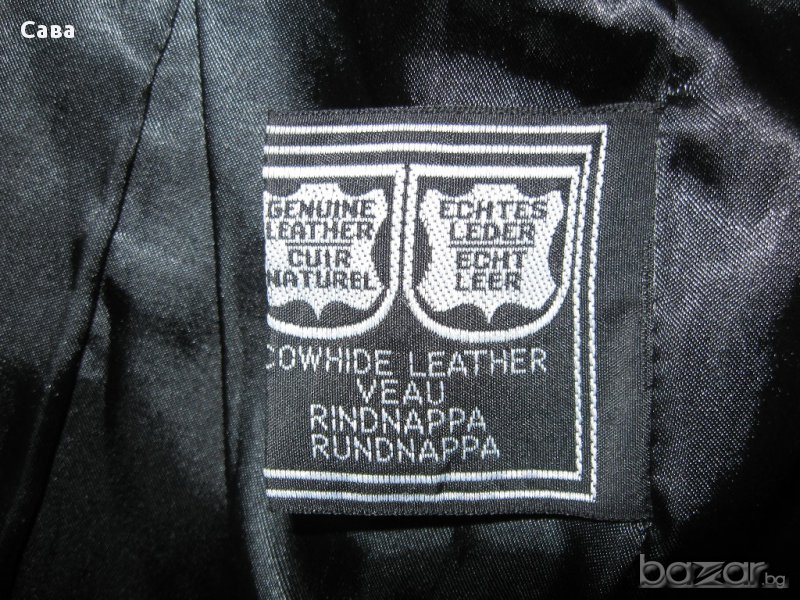 Сава
GENUINE
LEATHER
CUIR
NATUREL
ECHTES
LEDER
ECHT
LEER
COWHIDE LEATHER
VEAU
RINDNAPPA
RUNDNAPPA
bazar.bg